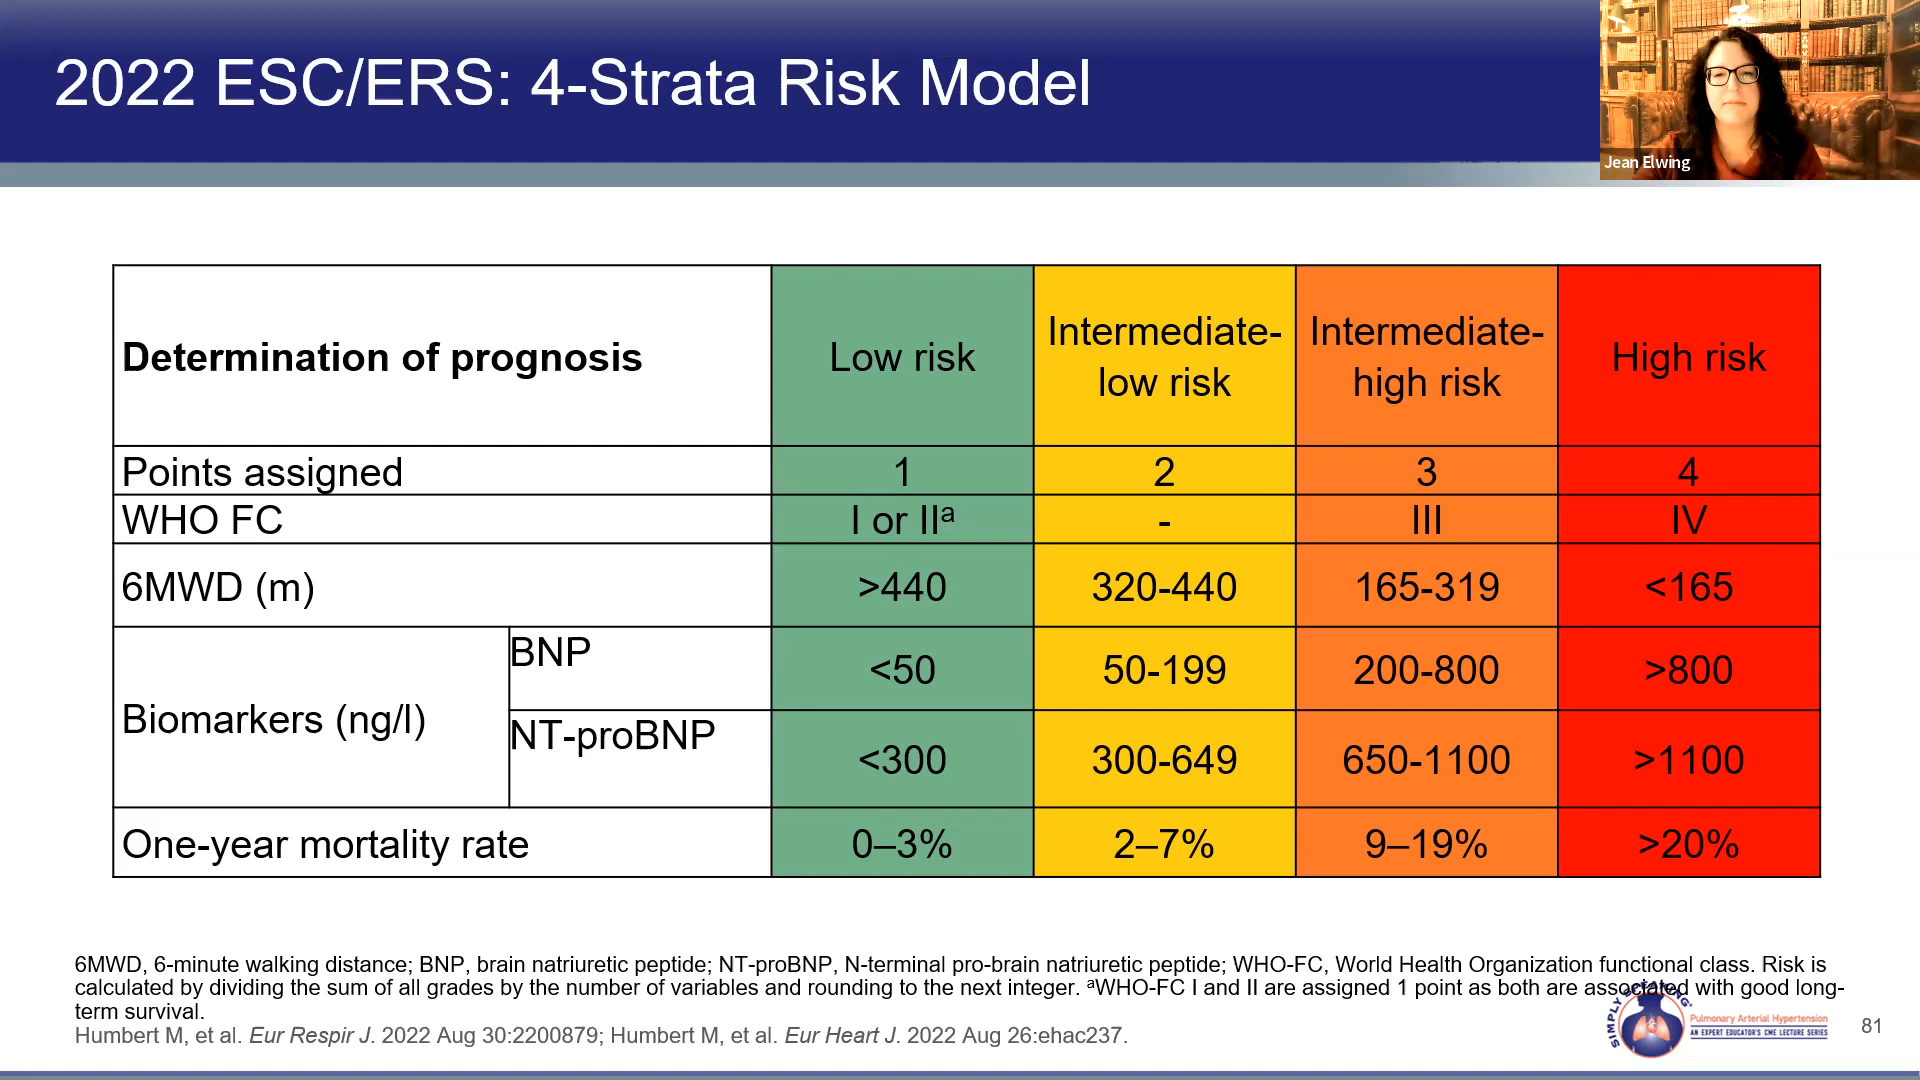 2022 ESC/ERS: 4-Strata Risk Model
Jean Elwing
Determination of prognosis
Low risk
Intermediate-
low risk
Intermediate-
high risk
High risk
Points assigned 1 2 3 4
WHO FC I or IIᵃ - III IV
6MWD (m) >440 320-440 165-319 <165
Biomarkers (ng/l)
BNP <50 50-199 200-800 >800
NT-proBNP <300 300-649 650-1100 >1100
One-year mortality rate 0–3% 2–7% 9–19% >20%
6MWD, 6-minute walking distance; BNP, brain natriuretic peptide; NT-proBNP, N-terminal pro-brain natriuretic peptide; WHO-FC, World Health Organization functional class. Risk is
calculated by dividing the sum of all grades by the number of variables and rounding to the next integer. ᵃWHO-FC I and II are assigned 1 point as both are associated with good long-
term survival.
Humbert M, et al. Eur Respir J. 2022 Aug 30:2200879; Humbert M, et al. Eur Heart J. 2022 Aug 26:ehac237.
SIMPLY SPEAKING
Pulmonary Arterial Hypertension
AN EXPERT EDUCATOR'S CME LECTURE SERIES
81